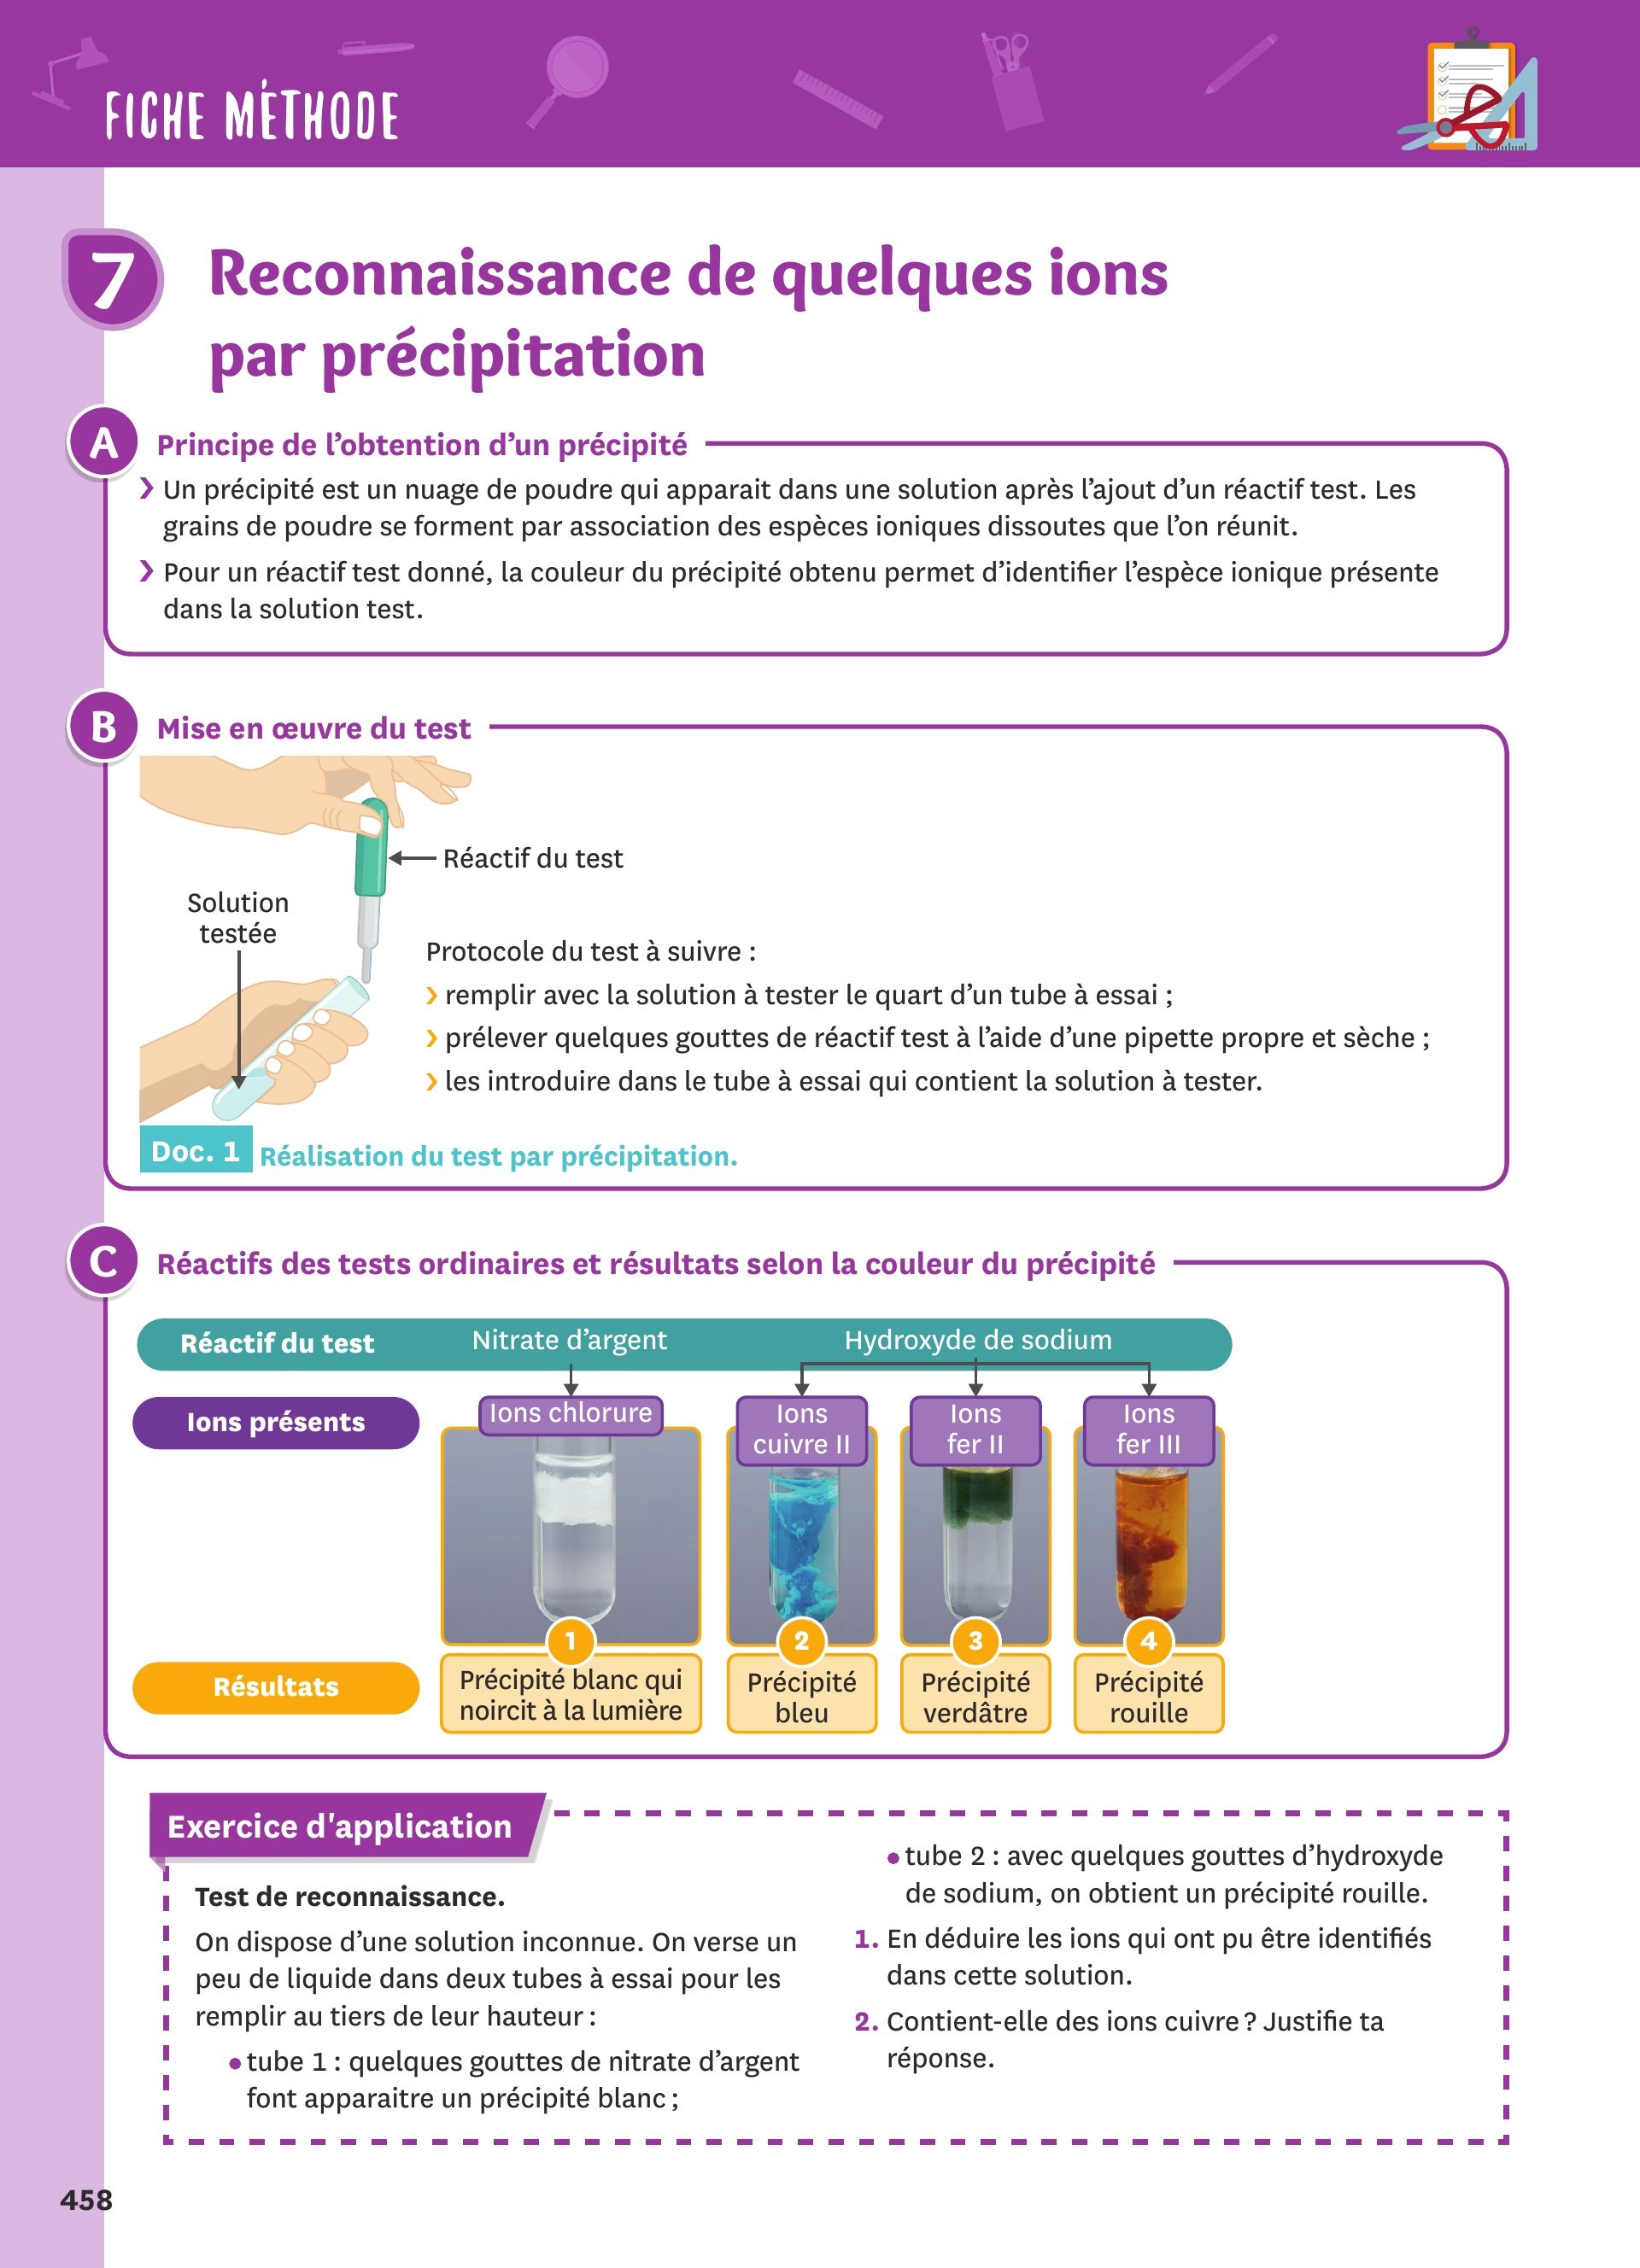 FICHE MÉTHODE
7
Reconnaissance de quelques ions
par précipitation
A
Principe de l’obtention d’un précipité
❯ Un précipité est un nuage de poudre qui apparait dans une solution après l’ajout d’un réactif test. Les
grains de poudre se forment par association des espèces ioniques dissoutes que l’on réunit.
❯ Pour un réactif test donné, la couleur du précipité obtenu permet d’identifier l’espèce ionique présente
dans la solution test.
B
Mise en œuvre du test
Réactif du test
Solution
testée
Protocole du test à suivre :
❯ remplir avec la solution à tester le quart d’un tube à essai ;
❯ prélever quelques gouttes de réactif test à l’aide d’une pipette propre et sèche ;
❯ les introduire dans le tube à essai qui contient la solution à tester.
Doc. 1 Réalisation du test par précipitation.
C
Réactifs des tests ordinaires et résultats selon la couleur du précipité
Réactif du test
Nitrate d’argent
Hydroxyde de sodium
Ions présents
Ions chlorure
Ions
cuivre II
Ions
fer II
Ions
fer III
1
2
3
4
Résultats
Précipité blanc qui
noircit à la lumière
Précipité
bleu
Précipité
verdâtre
Précipité
rouille
Exercice d'application
Test de reconnaissance.
On dispose d’une solution inconnue. On verse un
peu de liquide dans deux tubes à essai pour les
remplir au tiers de leur hauteur :
• tube 1 : quelques gouttes de nitrate d’argent
font apparaitre un précipité blanc ;
• tube 2 : avec quelques gouttes d’hydroxyde
de sodium, on obtient un précipité rouille.
1. En déduire les ions qui ont pu être identifiés
dans cette solution.
2. Contient-elle des ions cuivre ? Justifie ta
réponse.
458